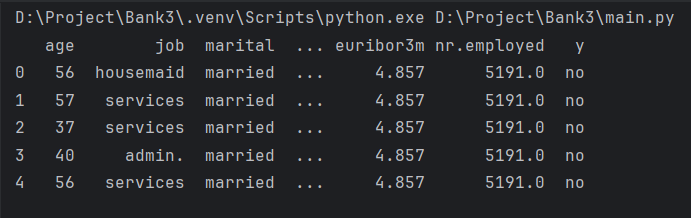 D:\Project\Bank3\.venv\Scripts\python.exe D:\Project\Bank3\main.py
   age        job  marital  ... euribor3m nr.employed   y
0   56  housemaid  married  ...     4.857      5191.0  no
1   57   services  married  ...     4.857      5191.0  no
2   37   services  married  ...     4.857      5191.0  no
3   40     admin.  married  ...     4.857      5191.0  no
4   56   services  married  ...     4.857      5191.0  no